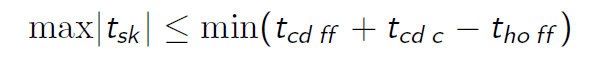 max|t_sk| ≤ min(t_cd ff + t_cd c − t_ho ff)